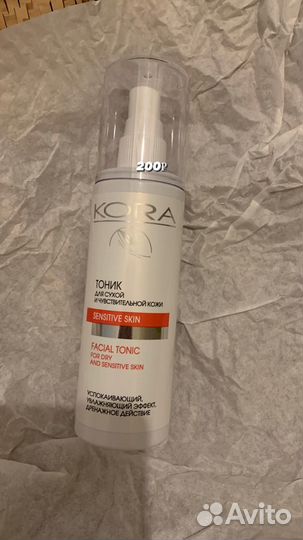 200₽
KORA
ТОНИК
ДЛЯ СУХОЙ
И ЧУВСТВИТЕЛЬНОЙ КОЖИ
SENSITIVE SKIN
FACIAL TONIC
FOR DRY
AND SENSITIVE SKIN
УСПОКАИВАЮЩИЙ,
УВЛАЖНЯЮЩИЙ ЭФФЕКТ,
ДРЕНАЖНОЕ ДЕЙСТВИЕ
Avito